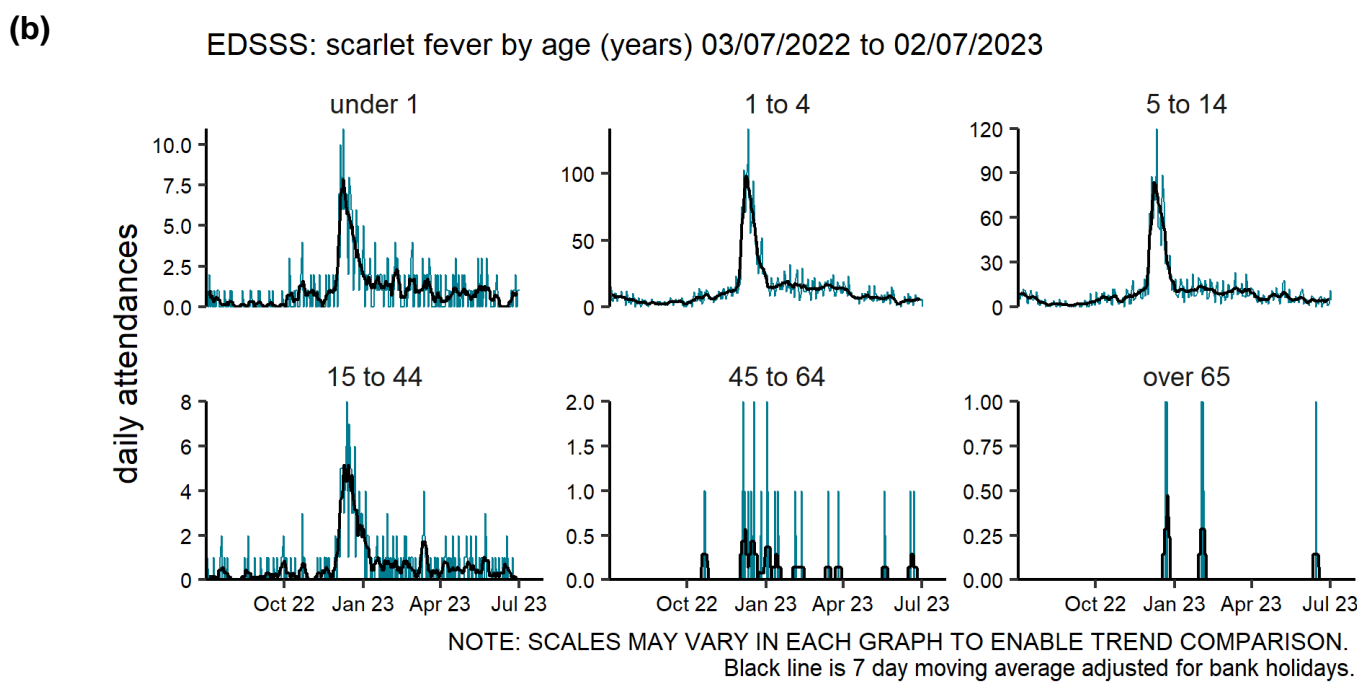 (b)
EDSSS: scarlet fever by age (years) 03/07/2022 to 02/07/2023
daily attendances
under 1
10.0
7.5
5.0
2.5
0.0
1 to 4
100
50
0
5 to 14
120
90
60
30
0
15 to 44
8
6
4
2
0
Oct 22 Jan 23 Apr 23 Jul 23
45 to 64
2.0
1.5
1.0
0.5
0.0
Oct 22 Jan 23 Apr 23 Jul 23
over 65
1.00
0.75
0.50
0.25
0.00
Oct 22 Jan 23 Apr 23 Jul 23
NOTE: SCALES MAY VARY IN EACH GRAPH TO ENABLE TREND COMPARISON.
Black line is 7 day moving average adjusted for bank holidays.